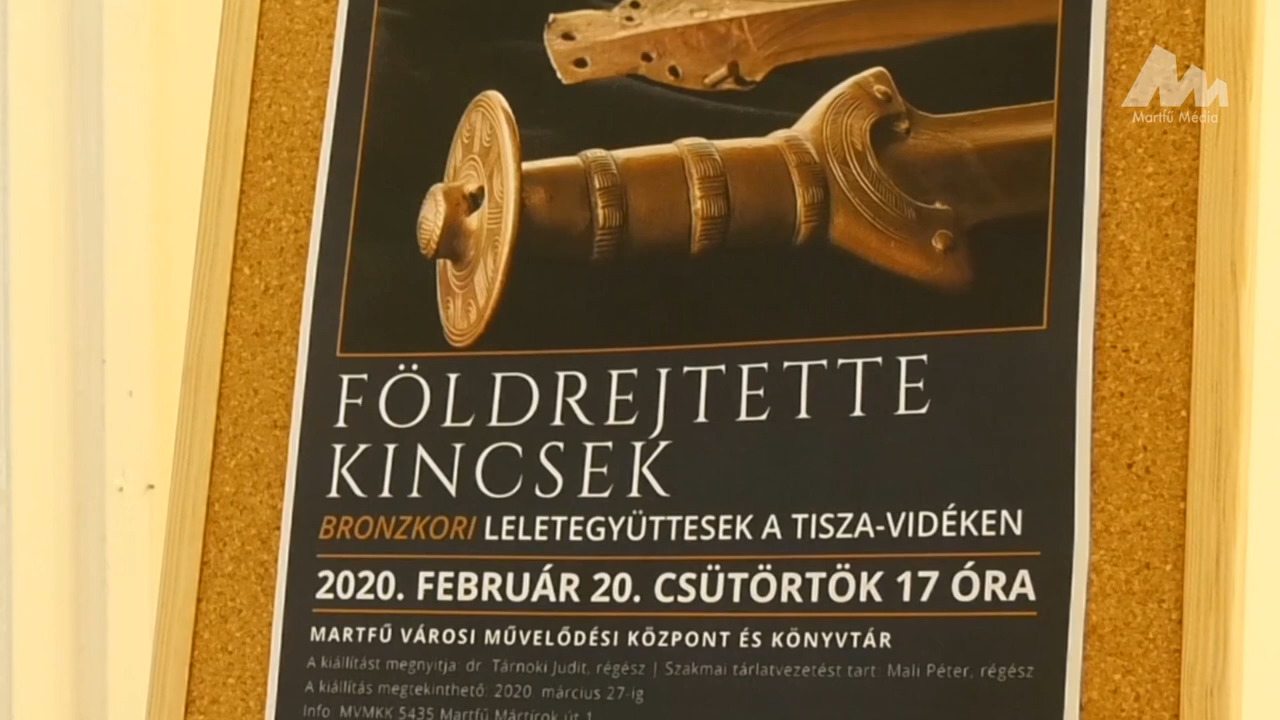 Martfű Média
FÖLDREJTETTE
KINCSEK
BRONZKORI LELETEGYÜTTESEK A TISZA-VIDÉKEN
2020. FEBRUÁR 20. CSÜTÖRTÖK 17 ÓRA
MARTFŰ VÁROSI MŰVELŐDÉSI KÖZPONT ÉS KÖNYVTÁR
A kiállítást megnyitja: dr. Tárnoki Judit, régész | Szakmai tárlatvezetést tart: Mali Péter, régész
A kiállítás megtekinthető: 2020. március 27-ig
Info: MVMKK 5435 Martfű Mártírok út 1.